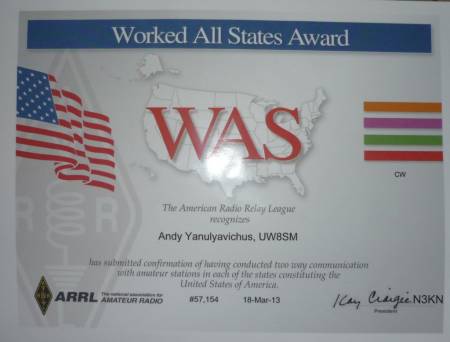 Worked All States Award
WAS
CW
The American Radio Relay League
recognizes
Andy Yanulyavichus, UW8SM
has submitted confirmation of having conducted two way communication
with amateur stations in each of the states constituting the
United States of America.
ARRL The national association for
AMATEUR RADIO
#57,154 18-Mar-13
Kay Craigie N3KN
President